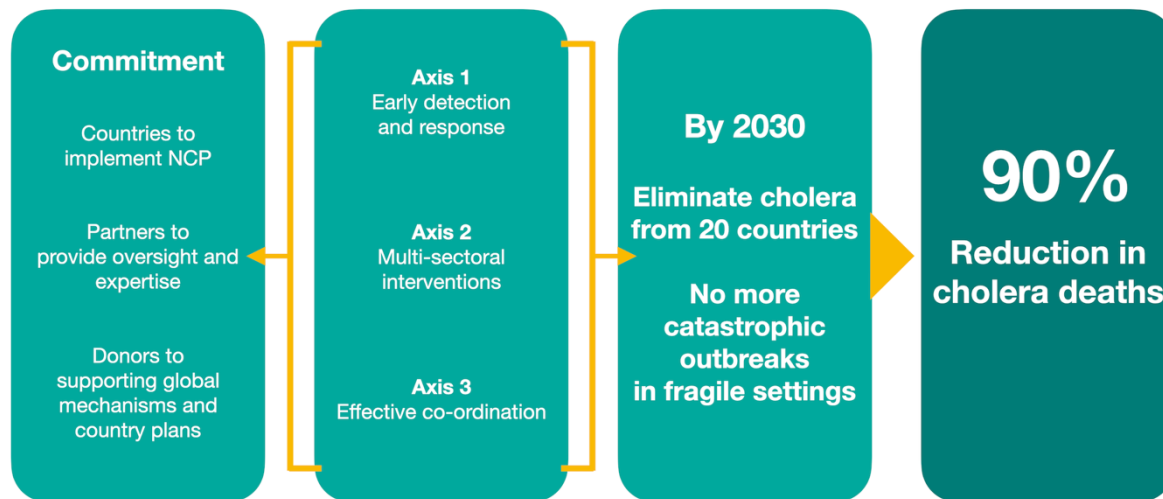 Commitment
Countries to
implement NCP
Partners to
provide oversight and
expertise
Donors to
supporting global
mechanisms and
country plans
Axis 1
Early detection
and response
Axis 2
Multi-sectoral
interventions
Axis 3
Effective co-ordination
By 2030
Eliminate cholera
from 20 countries
No more
catastrophic
outbreaks
in fragile settings
90%
Reduction in
cholera deaths